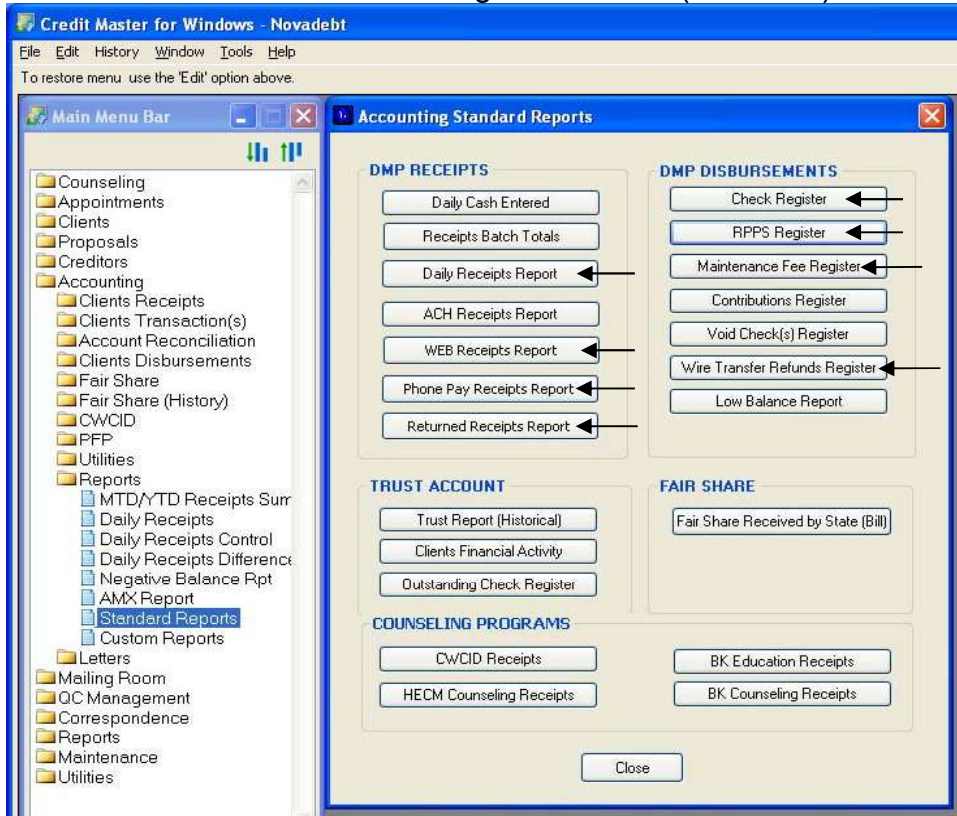 Credit Master for Windows - Novadebt
File Edit History Window Tools Help
To restore menu use the 'Edit' option above.
Main Menu Bar
Counseling
Appointments
Clients
Proposals
Creditors
Accounting
Clients Receipts
Clients Transaction(s)
Account Reconciliation
Clients Disbursements
Fair Share
Fair Share (History)
CWCID
PFP
Utilities
Reports
MTD/YTD Receipts Sum
Daily Receipts
Daily Receipts Control
Daily Receipts Difference
Negative Balance Rpt
AMX Report
Standard Reports
Custom Reports
Letters
Mailing Room
QC Management
Correspondence
Reports
Maintenance
Utilities
Accounting Standard Reports
DMP RECEIPTS
Daily Cash Entered
Receipts Batch Totals
Daily Receipts Report
ACH Receipts Report
WEB Receipts Report
Phone Pay Receipts Report
Returned Receipts Report
DMP DISBURSEMENTS
Check Register
RPPS Register
Maintenance Fee Register
Contributions Register
Void Check(s) Register
Wire Transfer Refunds Register
Low Balance Report
TRUST ACCOUNT
Trust Report (Historical)
Clients Financial Activity
Outstanding Check Register
FAIR SHARE
Fair Share Received by State (Bill)
COUNSELING PROGRAMS
CWCID Receipts
HECM Counseling Receipts
BK Education Receipts
BK Counseling Receipts
Close